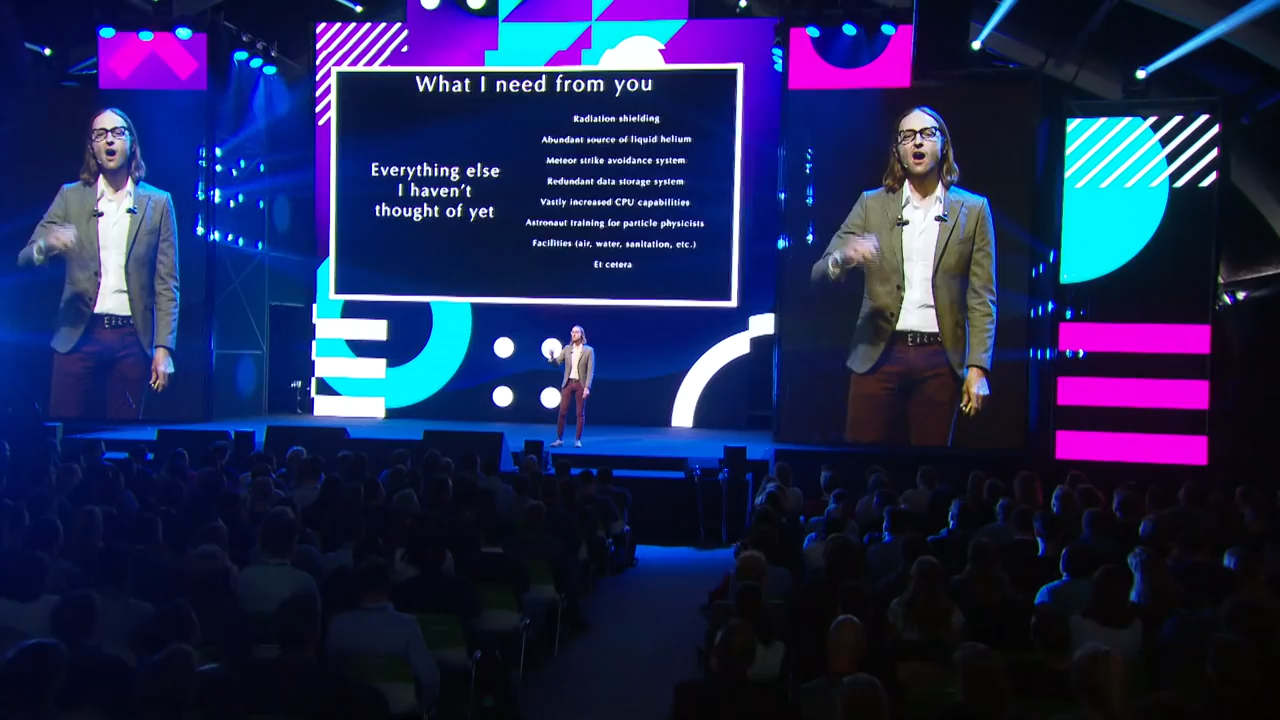 What I need from you
Everything else
I haven't
thought of yet
Radiation shielding
Abundant source of liquid helium
Meteor strike avoidance system
Redundant data storage system
Vastly increased CPU capabilities
Astronaut training for particle physicists
Facilities (air, water, sanitation, etc.)
Et cetera